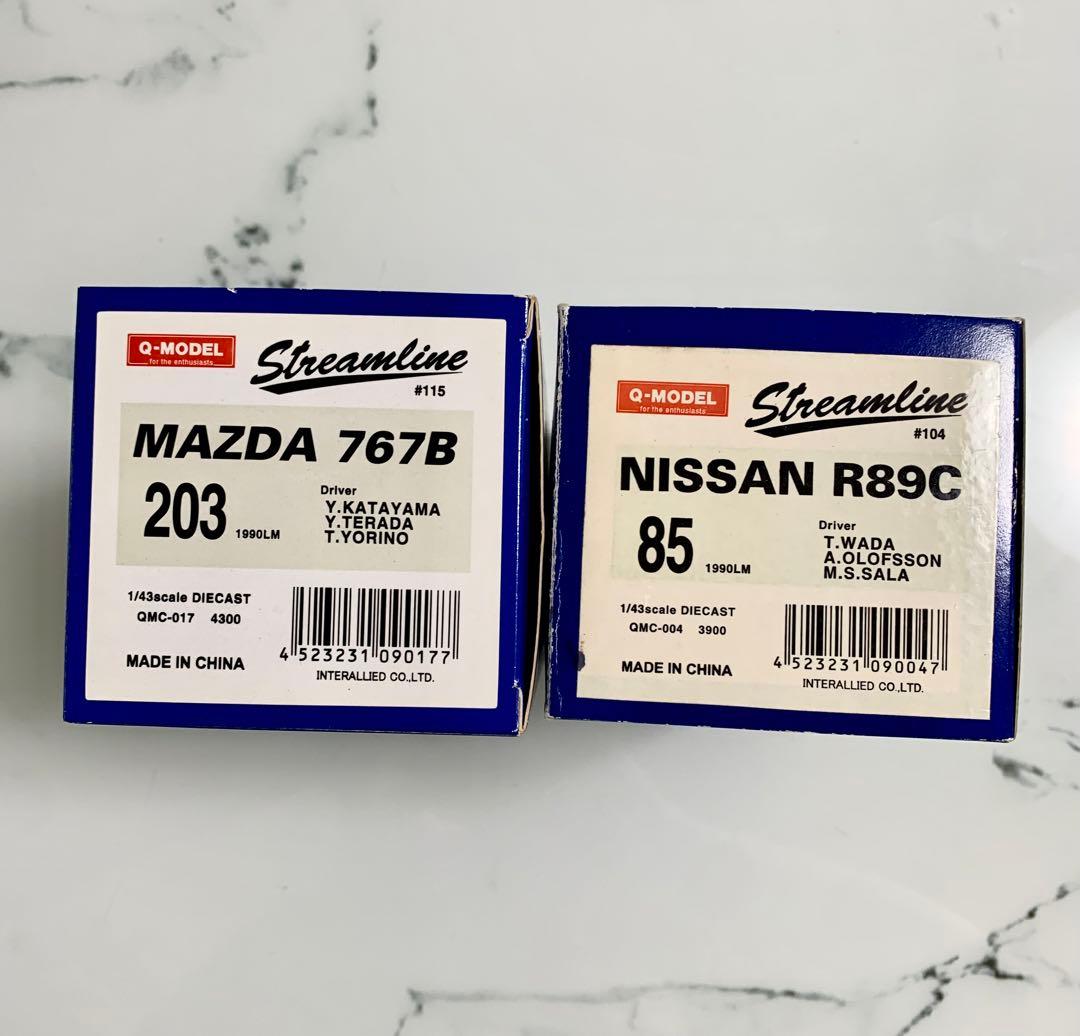 Q-MODEL
for the enthusiasts
Streamline
#115
MAZDA 767B
203
1990LM
Driver
Y.KATAYAMA
Y.TERADA
T.YORINO
1/43scale DIECAST
QMC-017 4300
MADE IN CHINA
4 523231 090177
INTERALLIED CO.,LTD.
Q-MODEL
for the enthusiasts
Streamline
#104
NISSAN R89C
85
1990LM
Driver
T.WADA
A.OLOFSSON
M.S.SALA
1/43scale DIECAST
QMC-004 3900
MADE IN CHINA
4 523231 090047
INTERALLIED CO.,LTD.